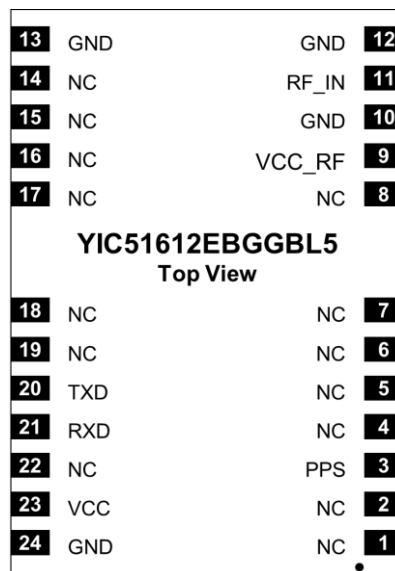 13 GND GND 12
14 NC RF_IN 11
15 NC GND 10
16 NC VCC_RF 9
17 NC NC 8
YIC51612EBGGBL5
Top View
18 NC NC 7
19 NC NC 6
20 TXD NC 5
21 RXD NC 4
22 NC PPS 3
23 VCC NC 2
24 GND NC 1